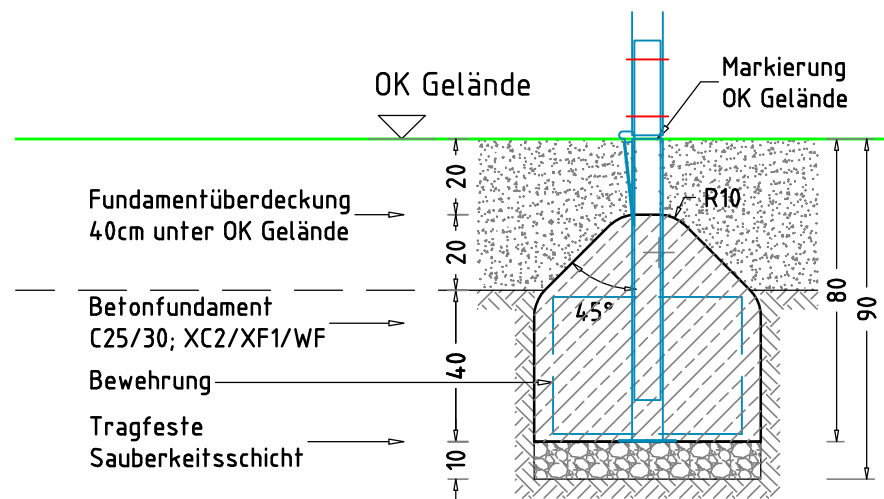 OK Gelände
Markierung
OK Gelände
Fundamentüberdeckung
40cm unter OK Gelände
20
R10
20
45°
80
90
Betonfundament
C25/30; XC2/XF1/WF
40
Bewehrung
Tragfeste
Sauberkeitsschicht
10